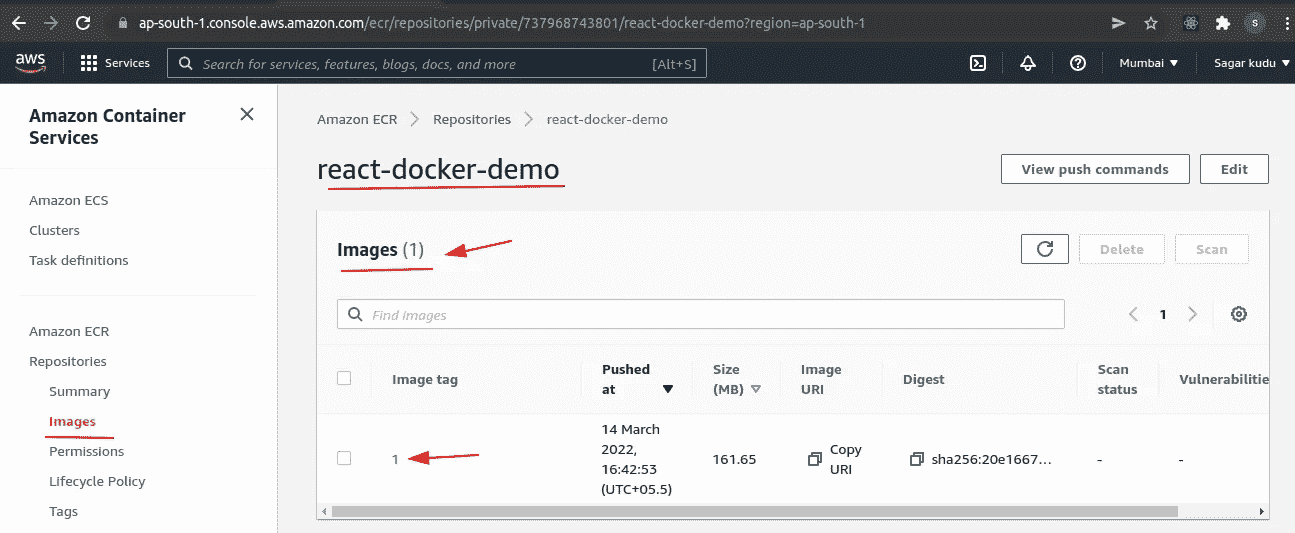 ap-south-1.console.aws.amazon.com/ecr/repositories/private/737968743801/react-docker-demo?region=ap-south-1
S
aws
Services
Search for services, features, blogs, docs, and more
[Alt+S]
Mumbai
Sagar kudu
Amazon Container
Services
Amazon ECS
Clusters
Task definitions
Amazon ECR
Repositories
Summary
Images
Permissions
Lifecycle Policy
Tags
Amazon ECR
Repositories
react-docker-demo
react-docker-demo
View push commands
Edit
Images (1)
Delete
Scan
Find images
1
Image tag
Pushed
at
Size
(MB)
Image
URI
Digest
Scan
status
Vulnerabilitie
1
14 March
2022,
16:42:53
(UTC+05.5)
161.65
Copy
URI
sha256:20e1667...
-
-